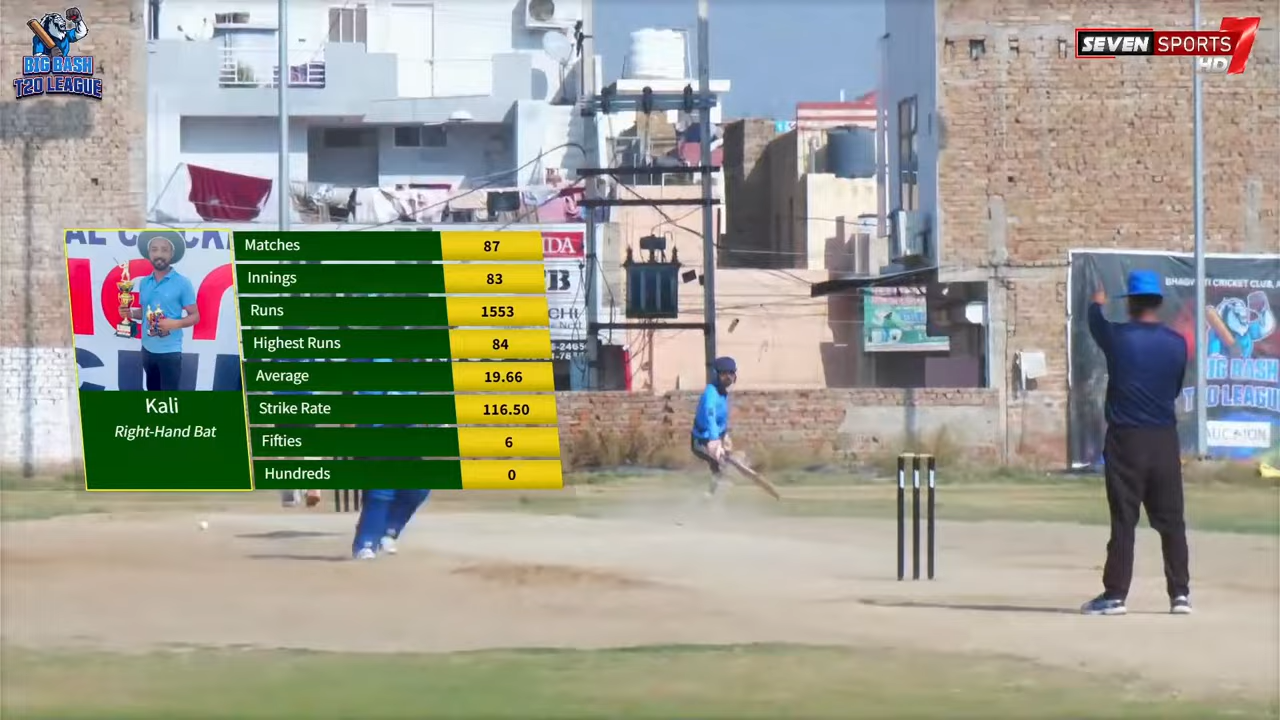 BIG BASH
T20 LEAGUE
SEVEN SPORTS 7
HD
Matches 87
Innings 83
Runs 1553
Highest Runs 84
Average 19.66
Strike Rate 116.50
Fifties 6
Hundreds 0
Kali
Right-Hand Bat
BIG BASH
T20 LEAGUE